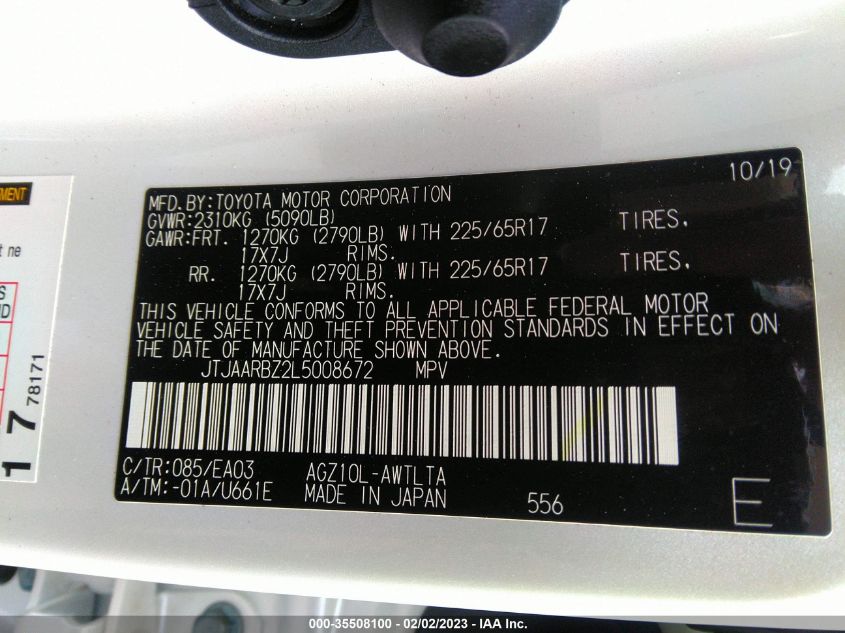 10/19
MFD.BY:TOYOTA MOTOR CORPORATION
GVWR:2310KG (5090LB)
GAWR:FRT. 1270KG (2790LB) WITH 225/65R17 TIRES.
17X7J RIMS.
RR. 1270KG (2790LB) WITH 225/65R17 TIRES.
17X7J RIMS.
THIS VEHICLE CONFORMS TO ALL APPLICABLE FEDERAL MOTOR
VEHICLE SAFETY AND THEFT PREVENTION STANDARDS IN EFFECT ON
THE DATE OF MANUFACTURE SHOWN ABOVE.
JTJAARBZ2L5008672 MPV
C/TR:085/EA03 AGZ10L-AWTLTA
A/TM:-01A/U661E MADE IN JAPAN 556
E
78171
000-35508100 - 02/02/2023 - IAA Inc.